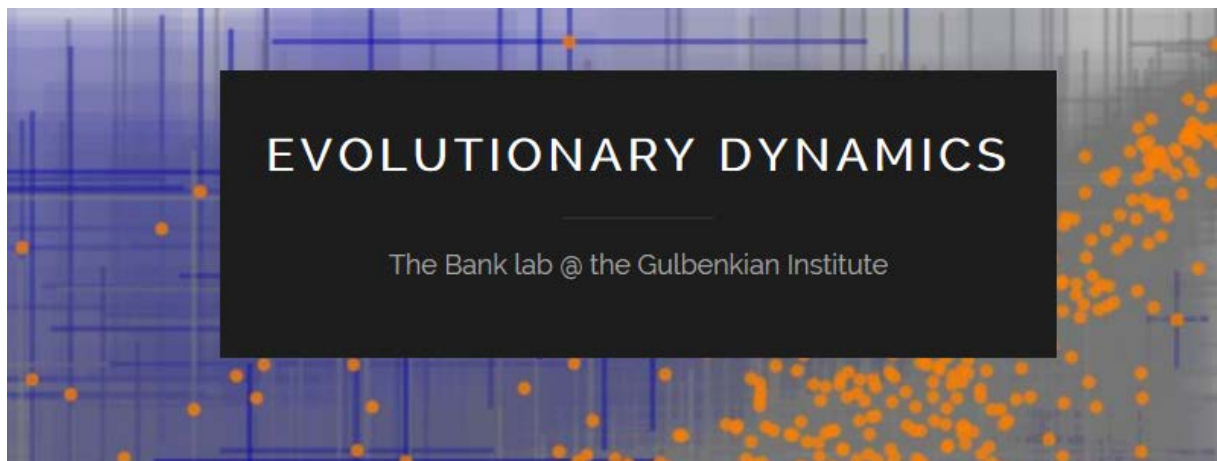 EVOLUTIONARY DYNAMICS
The Bank lab @ the Gulbenkian Institute